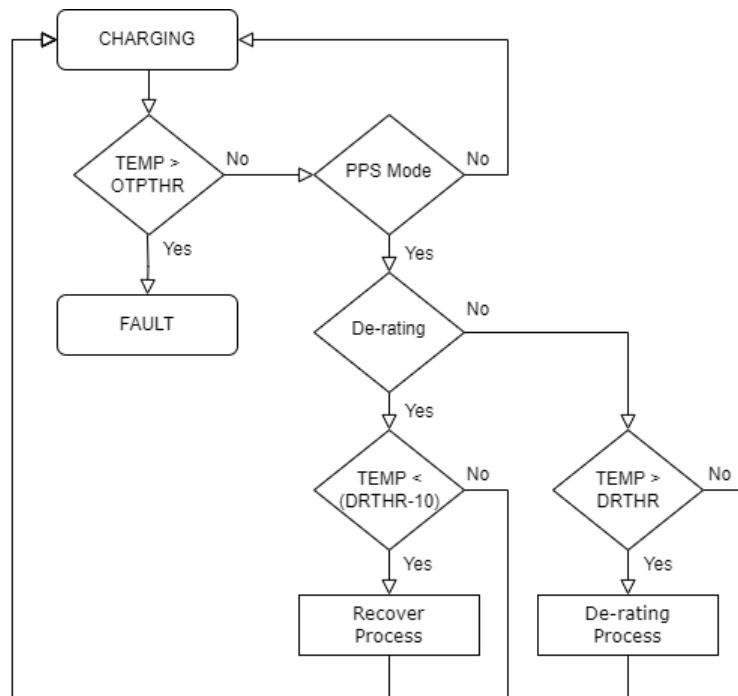 CHARGING
TEMP >
OTPTHR
No
PPS Mode
No
Yes
Yes
FAULT
De-rating
No
Yes
TEMP <
(DRTHR-10)
No
TEMP >
DRTHR
No
Yes
Yes
Recover
Process
De-rating
Process